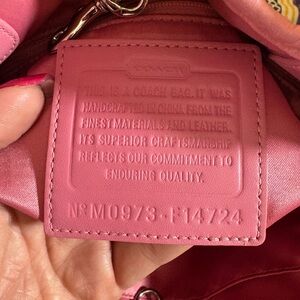 COACH
THIS IS A COACH BAG. IT WAS
HANDCRAFTED IN CHINA FROM THE
FINEST MATERIALS AND LEATHER.
ITS SUPERIOR CRAFTSMANSHIP
REFLECTS OUR COMMITMENT TO
ENDURING QUALITY.
Nº M0973-F14724